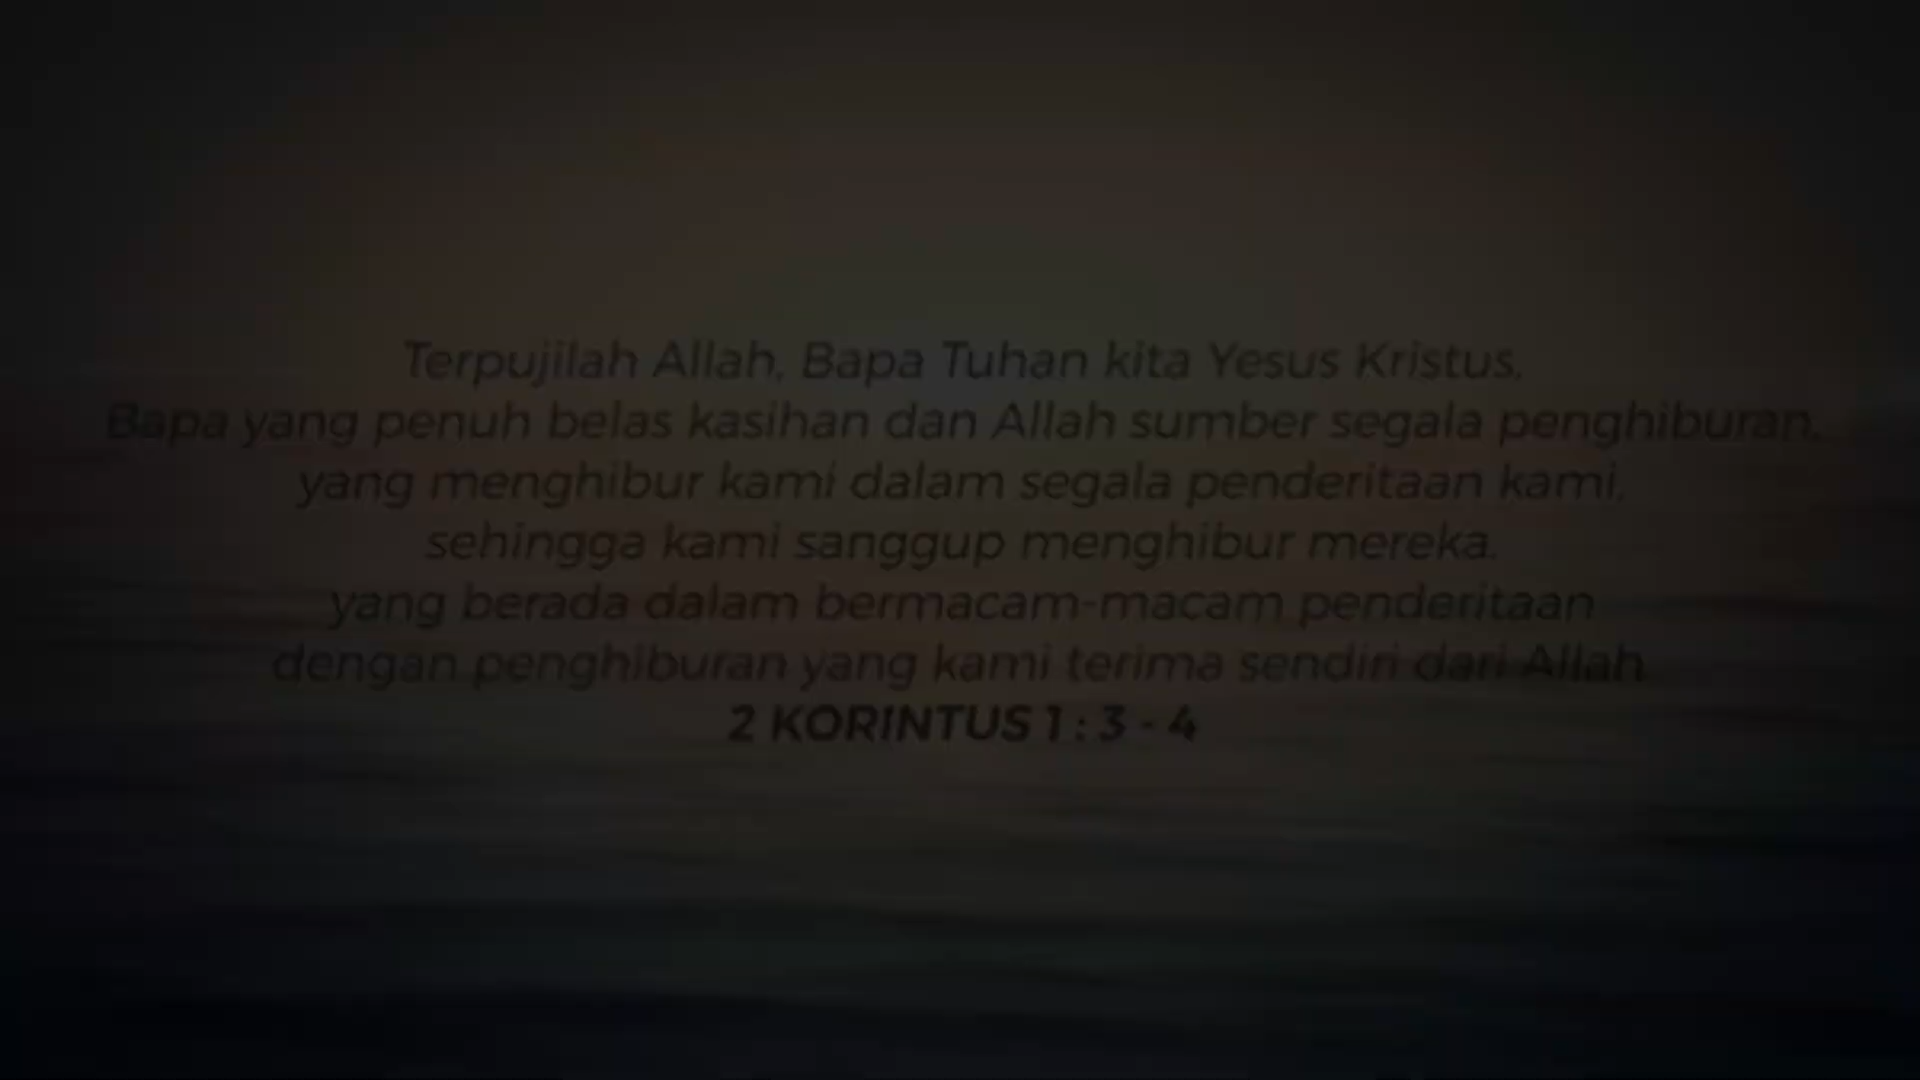 Terpujilah Allah, Bapa Tuhan kita Yesus Kristus,
Bapa yang penuh belas kasihan dan Allah sumber segala penghiburan,
yang menghibur kami dalam segala penderitaan kami,
sehingga kami sanggup menghibur mereka,
yang berada dalam bermacam-macam penderitaan
dengan penghiburan yang kami terima sendiri dari Allah
2 KORINTUS 1 : 3 - 4